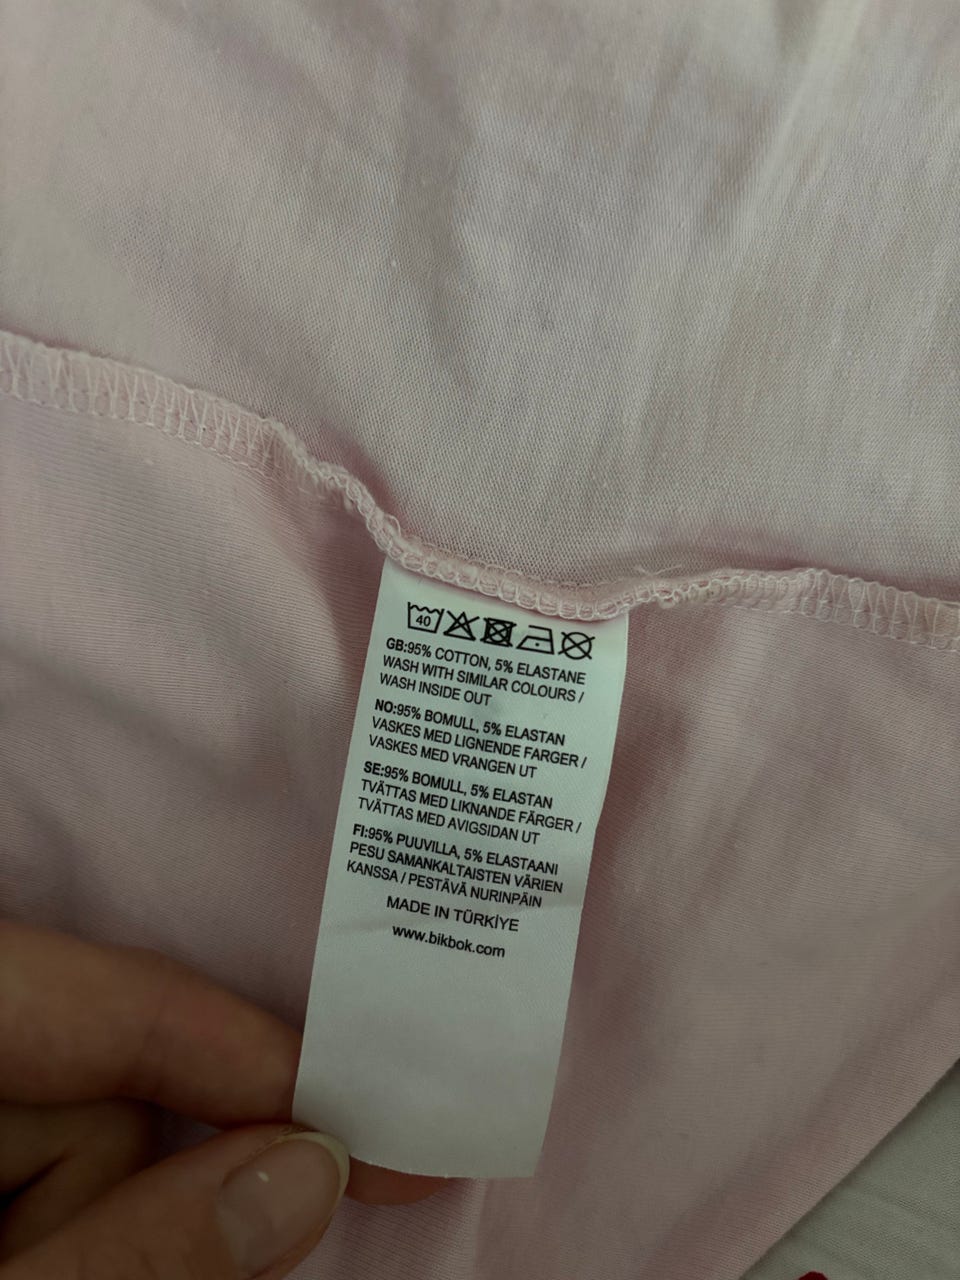 40
GB:95% COTTON, 5% ELASTANE
WASH WITH SIMILAR COLOURS /
WASH INSIDE OUT
NO:95% BOMULL, 5% ELASTAN
VASKES MED LIGNENDE FARGER /
VASKES MED VRANGEN UT
SE:95% BOMULL, 5% ELASTAN
TVÄTTAS MED LIKNANDE FÄRGER /
TVÄTTAS MED AVIGSIDAN UT
FI:95% PUUVILLA, 5% ELASTAANI
PESU SAMANKALTAISTEN VÄRIEN
KANSSA / PESTÄVÄ NURINPÄIN
MADE IN TÜRKİYE
www.bikbok.com